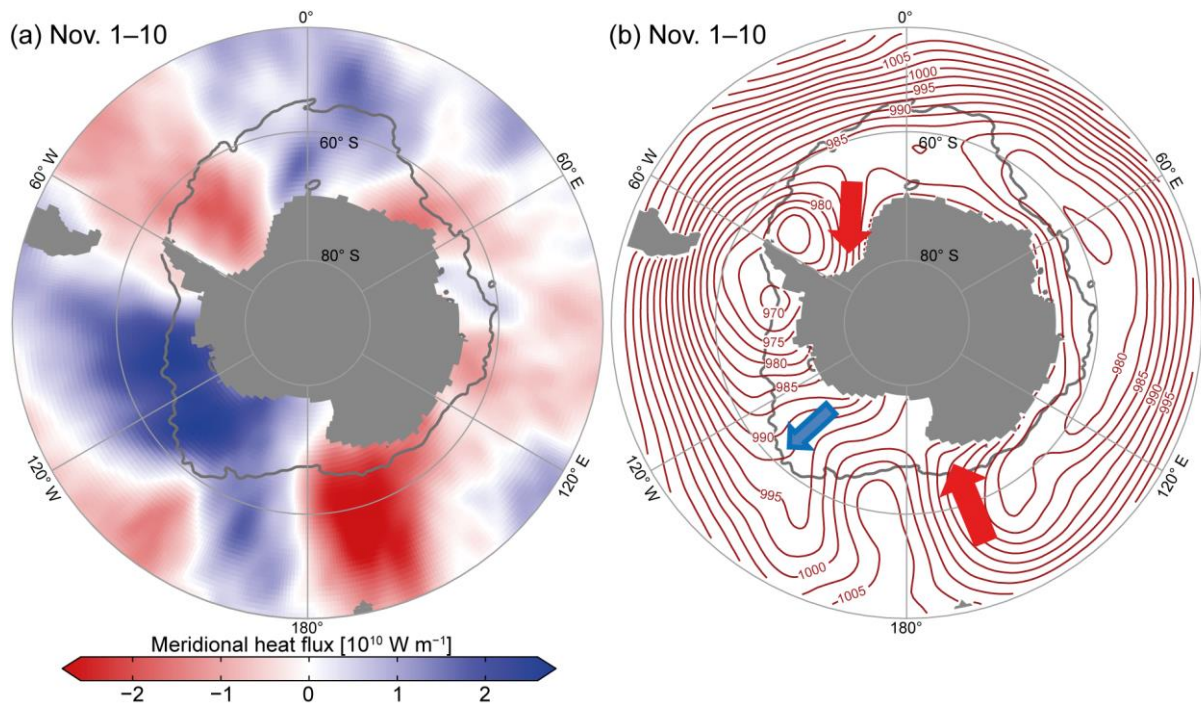 (a) Nov. 1–10
0°
60° S
80° S
60° W
60° E
120° W
120° E
180°
Meridional heat flux [10¹⁰ W m⁻¹]
−2 −1 0 1 2
(b) Nov. 1–10
0°
1005
1000
995
990
985
60° S
980
80° S
60° W
60° E
970
975
980
985
990
995
1000
1005
980
985
990
995
120° W
120° E
180°